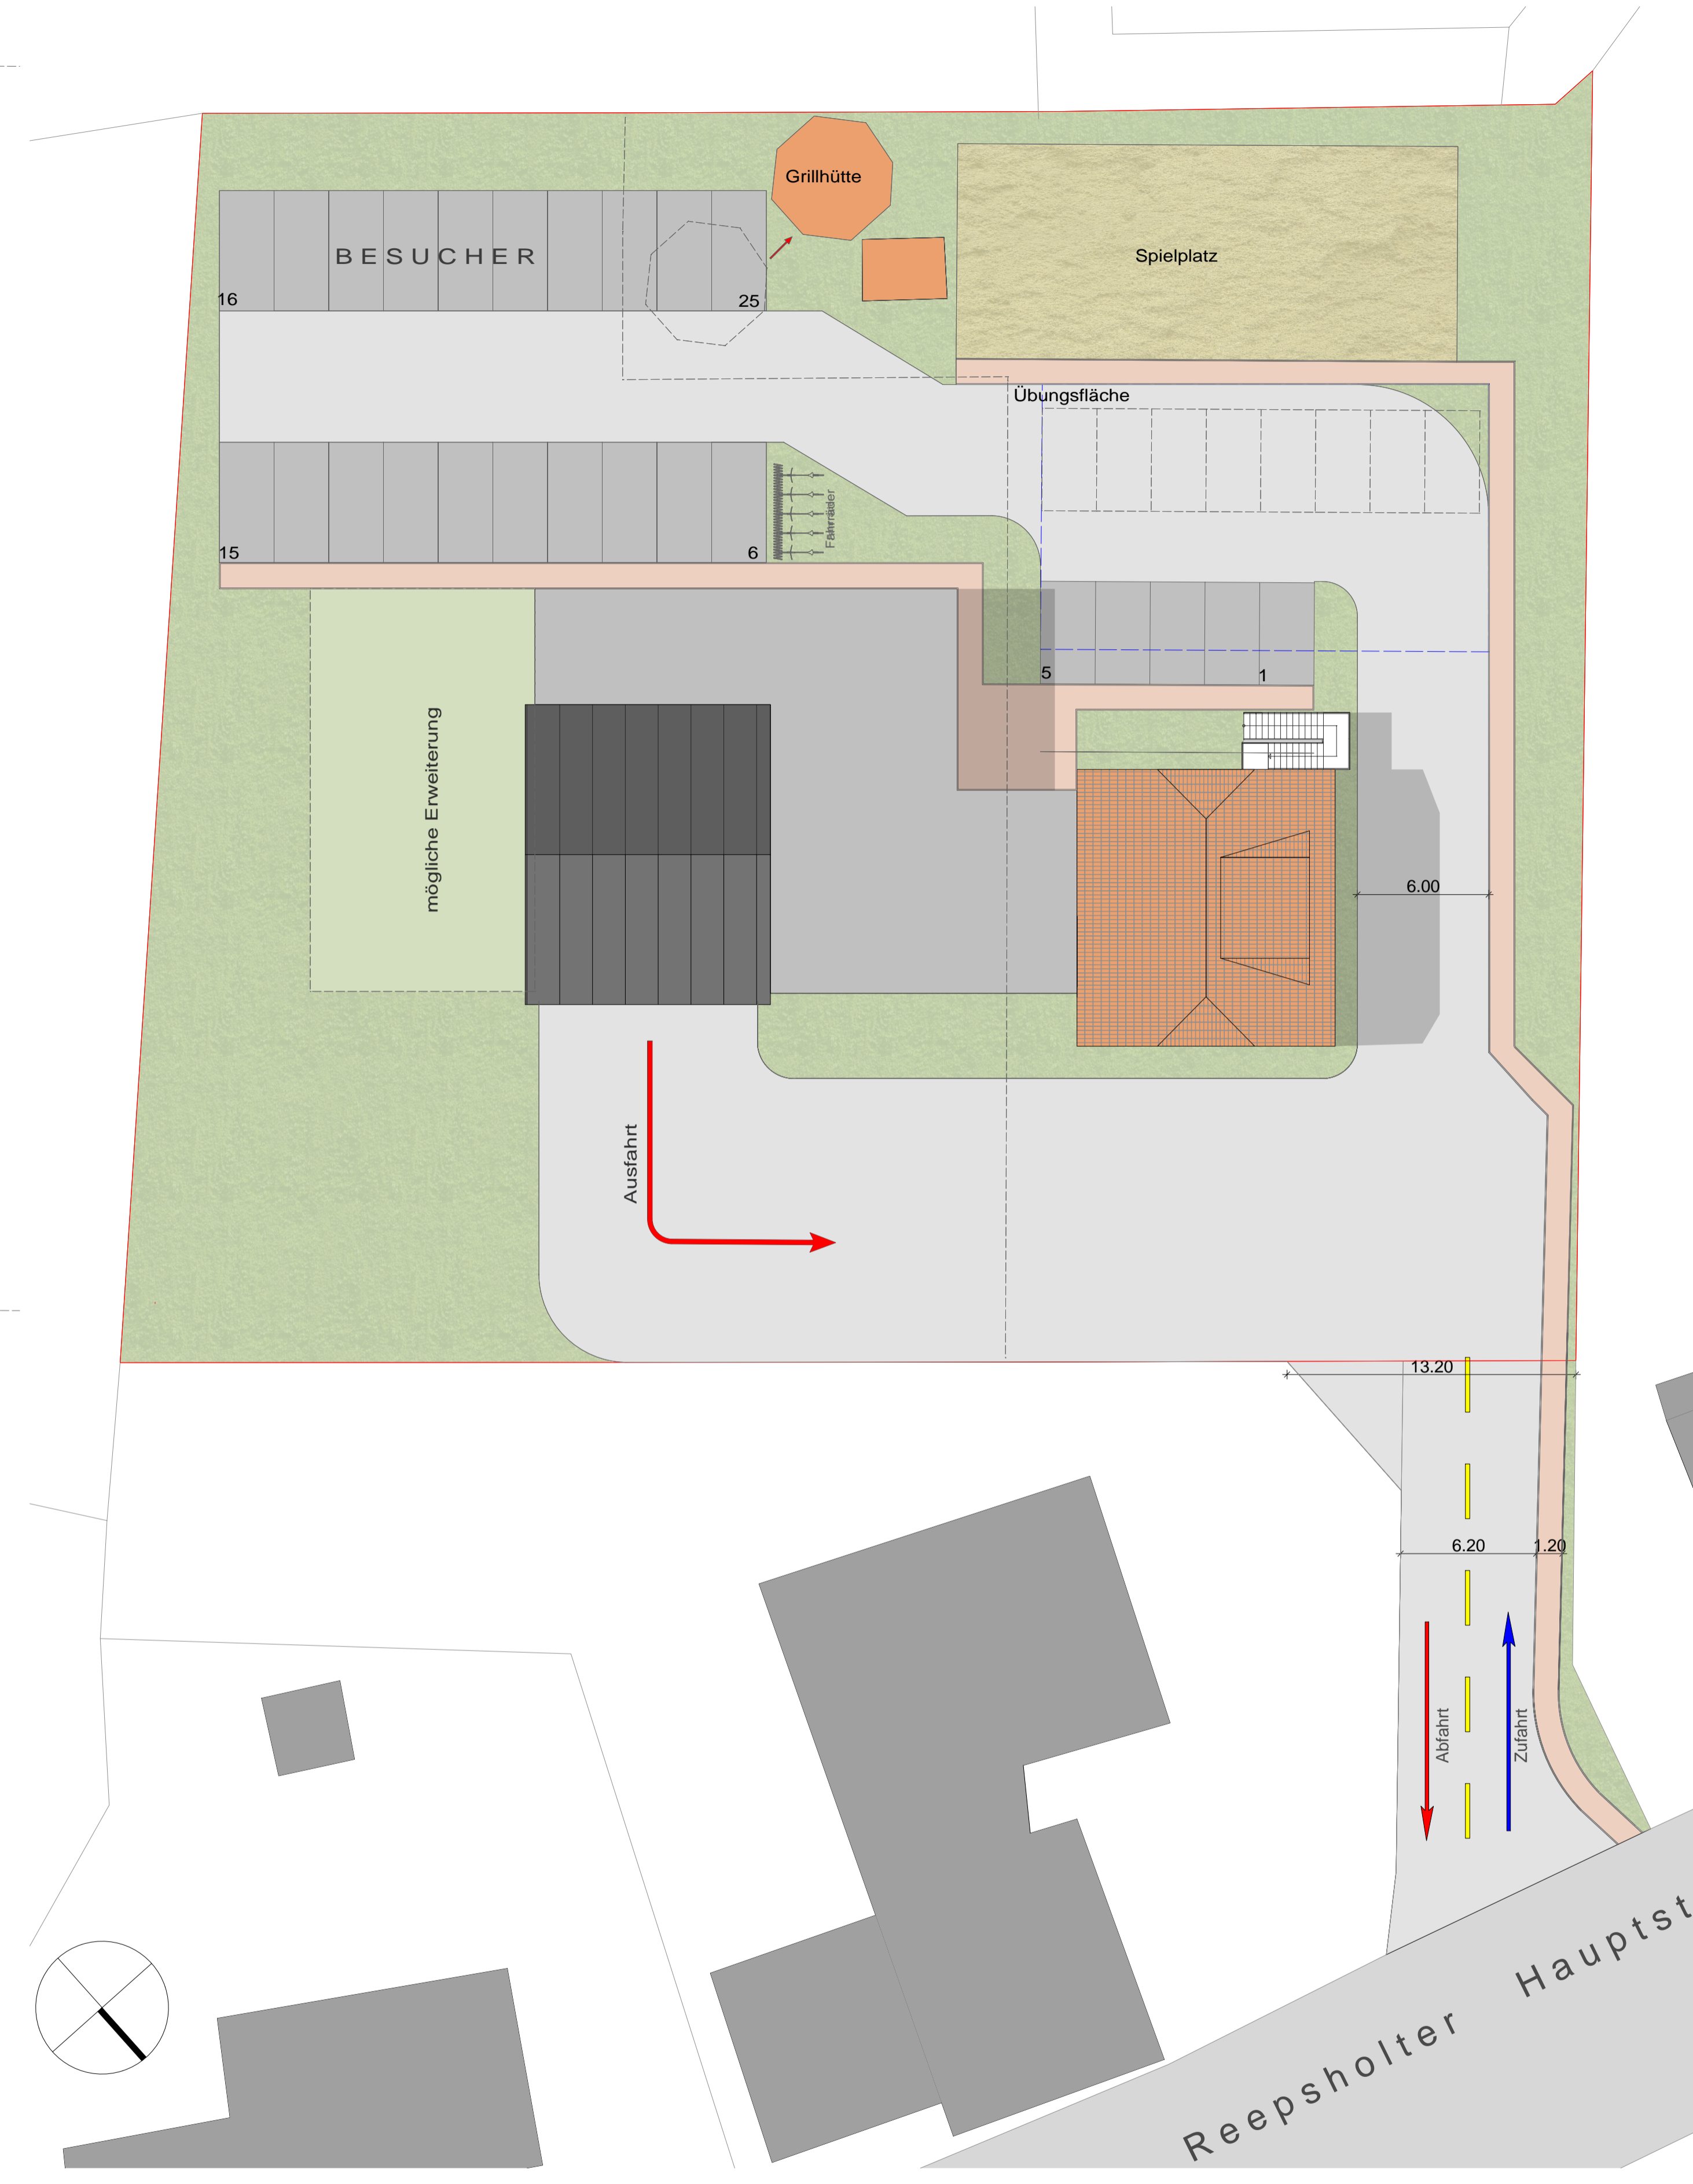 Grillhütte
BESUCHER
Spielplatz
16
25
Übungsfläche
Fahrräder
15
6
5
1
mögliche Erweiterung
6.00
Ausfahrt
13.20
6.20
1.20
Abfahrt
Zufahrt
Reepsholter Hauptst